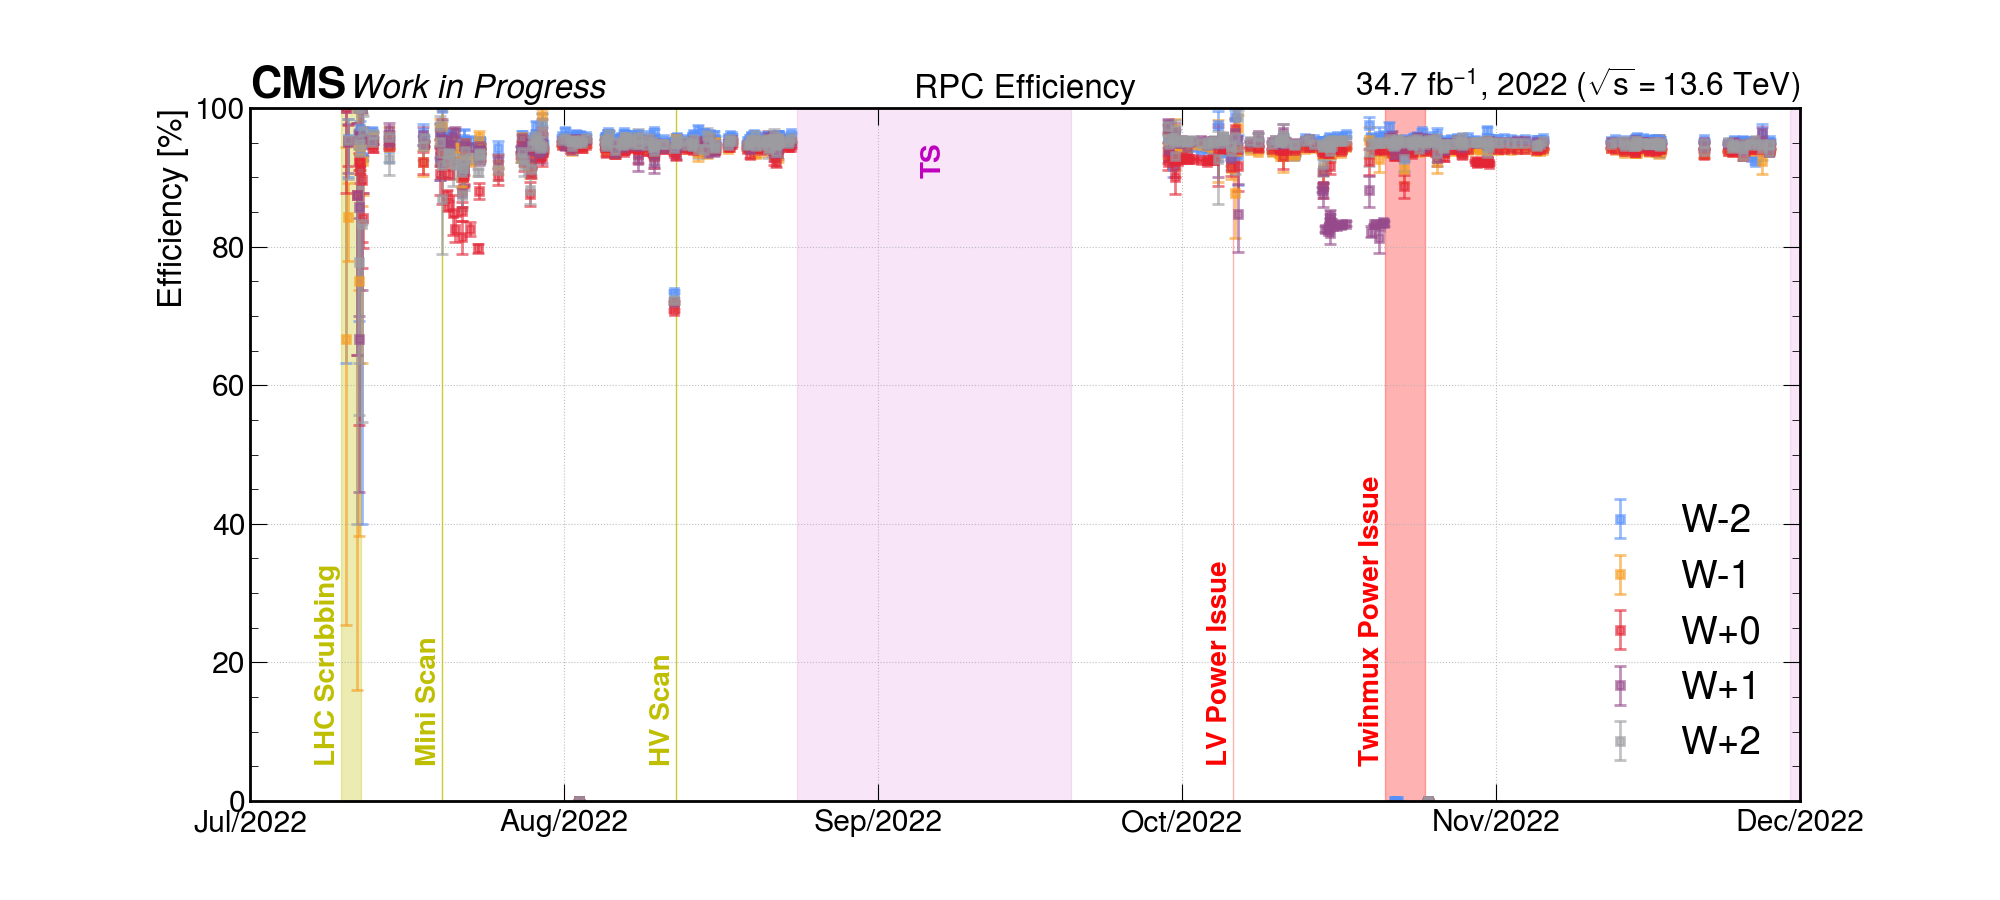 CMS Work in Progress
RPC Efficiency
34.7 fb⁻¹, 2022 (√s = 13.6 TeV)
Efficiency [%]
100
80
60
40
20
0
LHC Scrubbing
Mini Scan
HV Scan
TS
LV Power Issue
Twinmux Power Issue
W-2
W-1
W+0
W+1
W+2
Jul/2022
Aug/2022
Sep/2022
Oct/2022
Nov/2022
Dec/2022